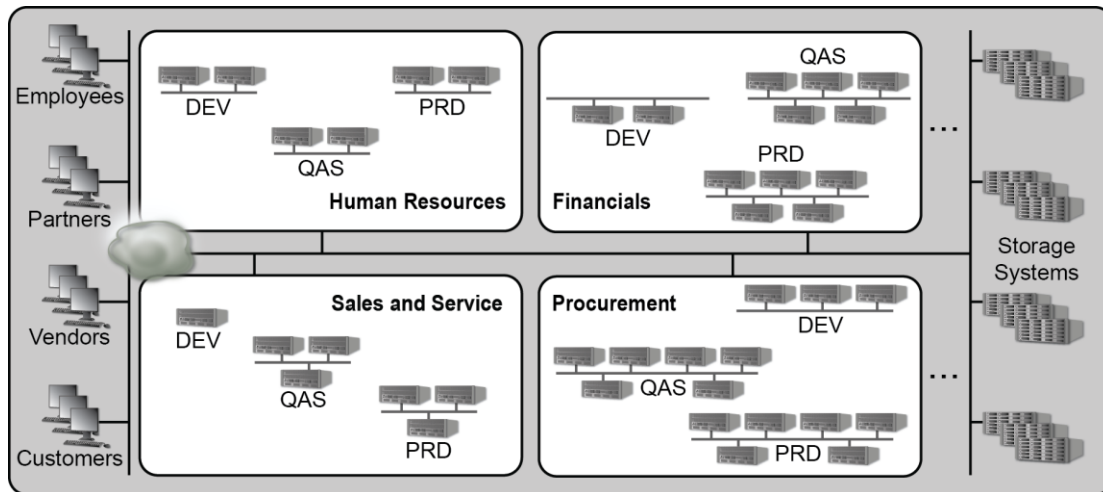 Employees
Partners
Vendors
Customers
DEV
PRD
QAS
Human Resources
QAS
DEV
PRD
Financials
...
Sales and Service
DEV
QAS
PRD
Procurement
DEV
QAS
PRD
...
Storage
Systems